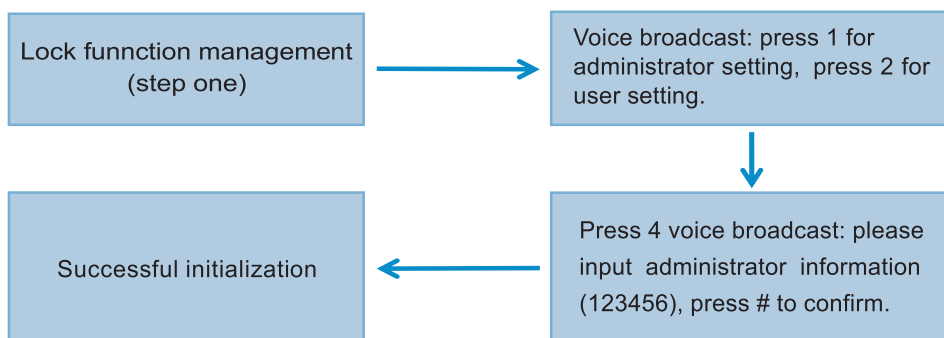 Lock funnction management
(step one)
Voice broadcast: press 1 for
administrator setting, press 2 for
user setting.
Press 4 voice broadcast: please
input administrator information
(123456), press # to confirm.
Successful initialization